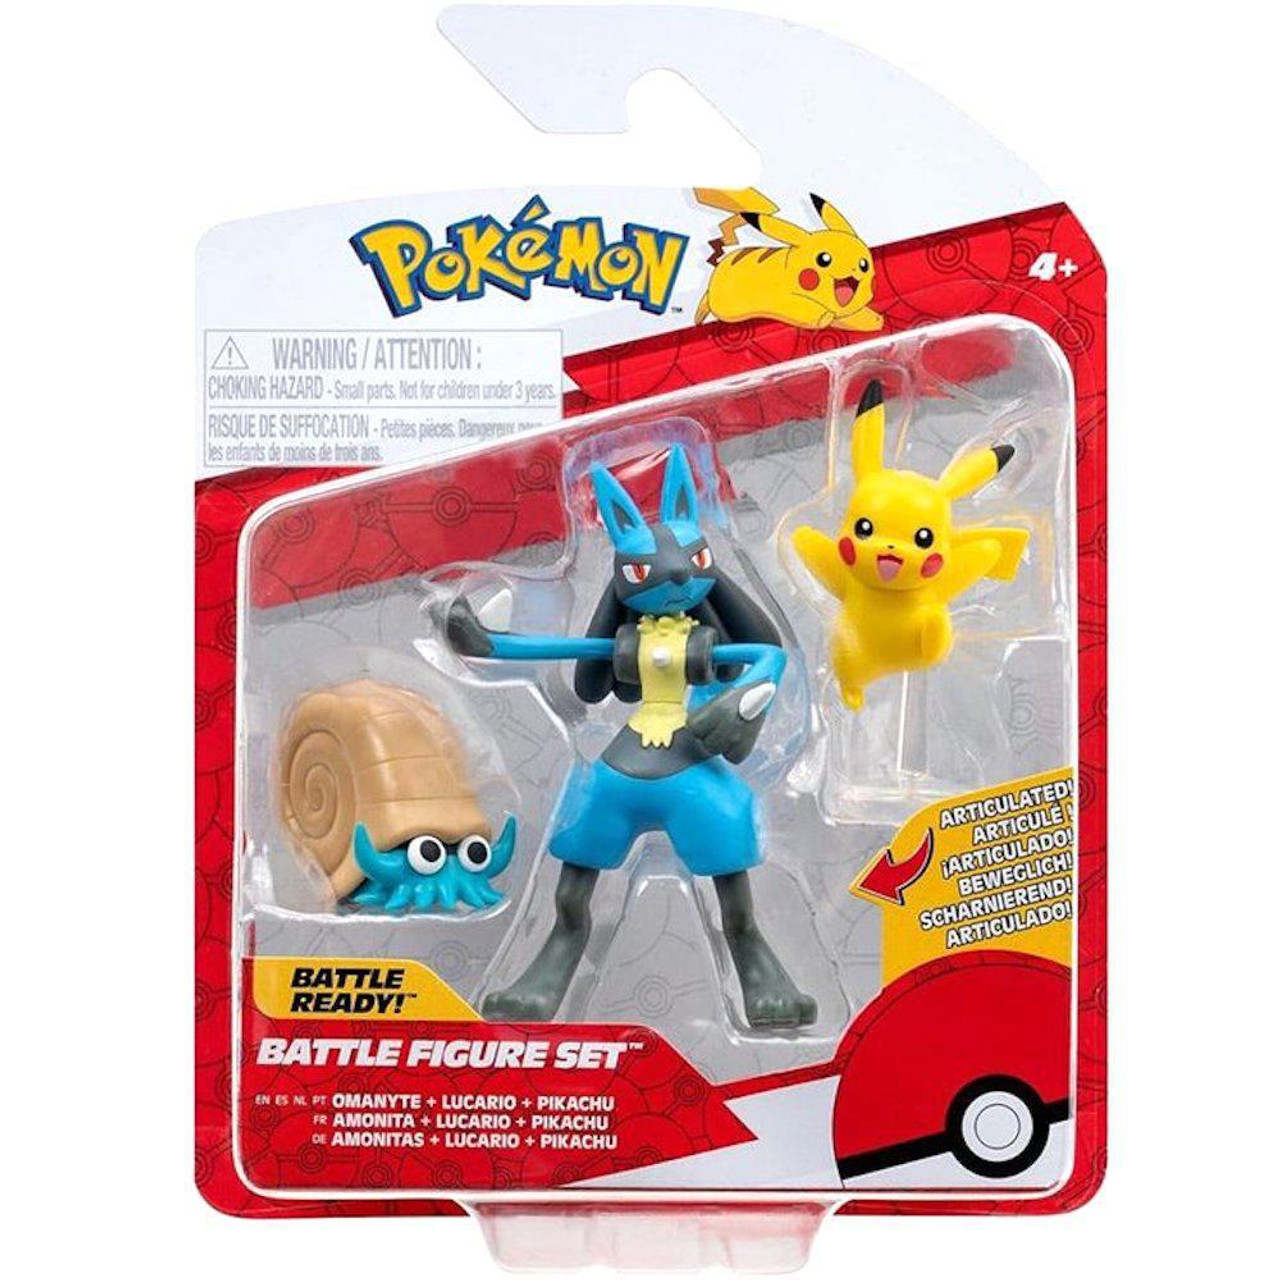 POKéMON™
4+
WARNING / ATTENTION :
CHOKING HAZARD - Small parts. Not for children under 3 years.
RISQUE DE SUFFOCATION - Petites pièces. Dangereux pour
les enfants de moins de trois ans.
ARTICULATED!
ARTICULÉ !
¡ARTICULADO!
BEWEGLICH!
SCHARNIEREND!
ARTICULADO!
BATTLE
READY!™
BATTLE FIGURE SET™
EN ES NL PT OMANYTE + LUCARIO + PIKACHU
FR AMONITA + LUCARIO + PIKACHU
DE AMONITAS + LUCARIO + PIKACHU